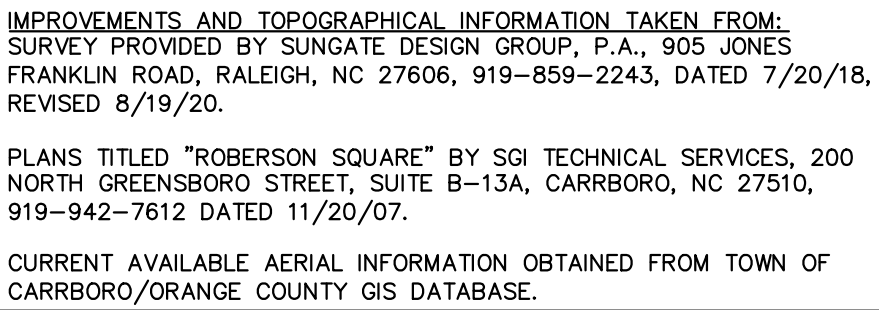 IMPROVEMENTS AND TOPOGRAPHICAL INFORMATION TAKEN FROM:
SURVEY PROVIDED BY SUNGATE DESIGN GROUP, P.A., 905 JONES
FRANKLIN ROAD, RALEIGH, NC 27606, 919-859-2243, DATED 7/20/18,
REVISED 8/19/20.
PLANS TITLED "ROBERSON SQUARE" BY SGI TECHNICAL SERVICES, 200
NORTH GREENSBORO STREET, SUITE B-13A, CARRBORO, NC 27510,
919-942-7612 DATED 11/20/07.
CURRENT AVAILABLE AERIAL INFORMATION OBTAINED FROM TOWN OF
CARRBORO/ORANGE COUNTY GIS DATABASE.